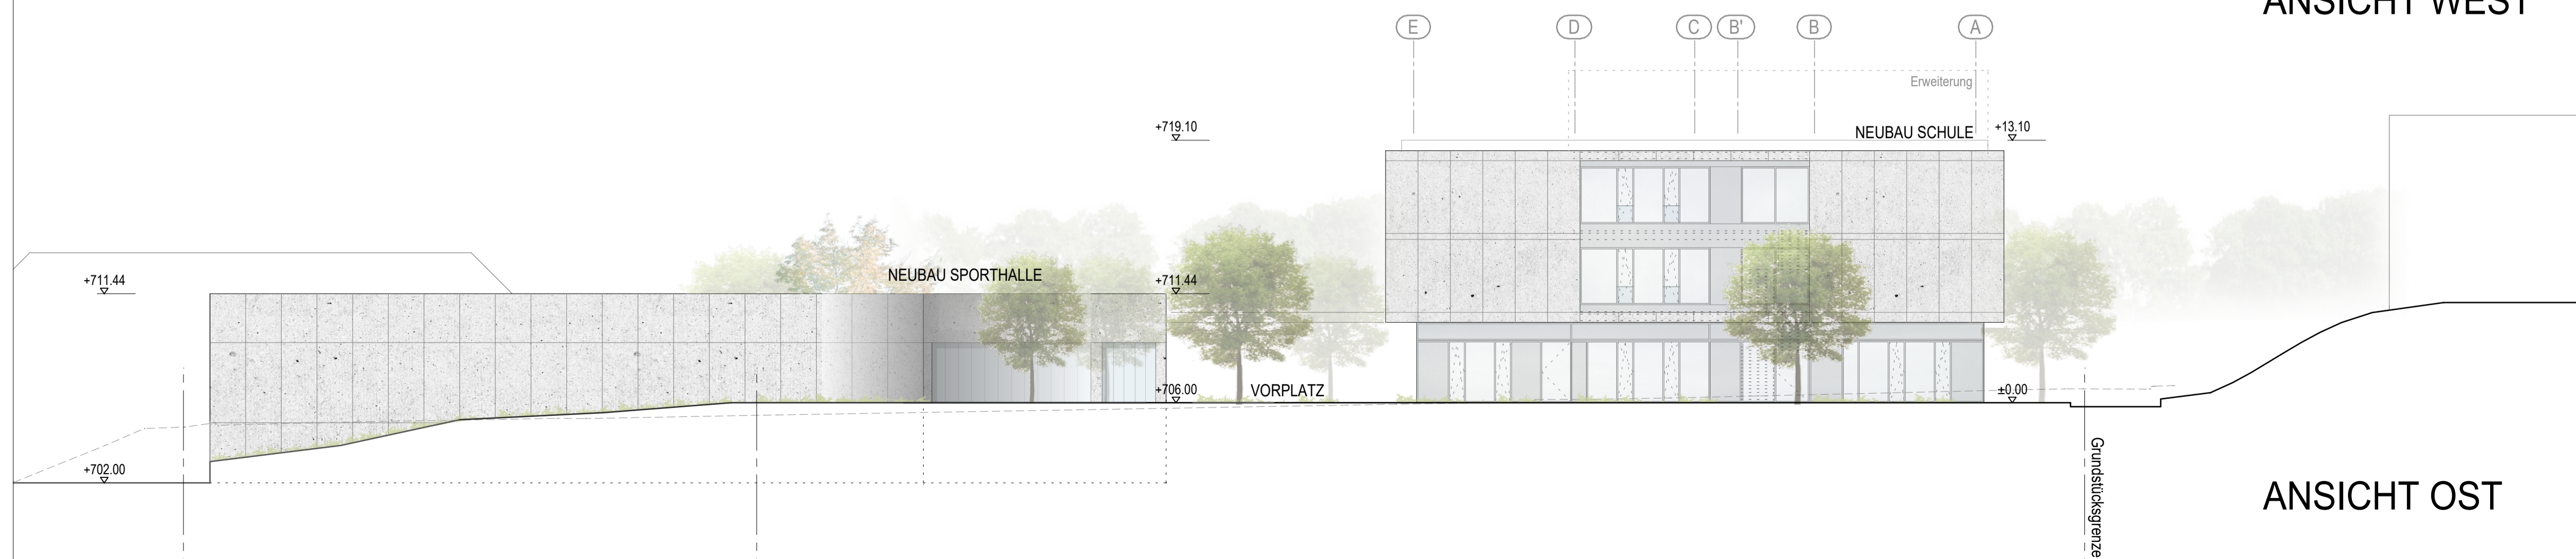 ANSICHT WEST
E D C B' B A
Erweiterung
+719.10
NEUBAU SCHULE
+13.10
NEUBAU SPORTHALLE
+711.44
+711.44
+706.00
VORPLATZ
±0.00
+702.00
Grundstücksgrenze
ANSICHT OST